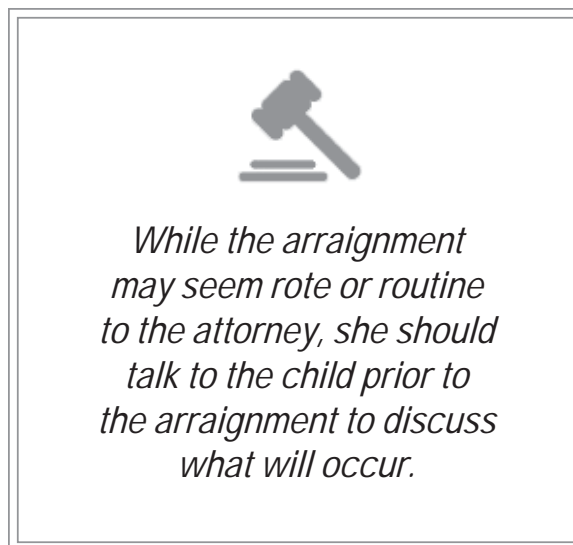 While the arraignment
may seem rote or routine
to the attorney, she should
talk to the child prior to
the arraignment to discuss
what will occur.